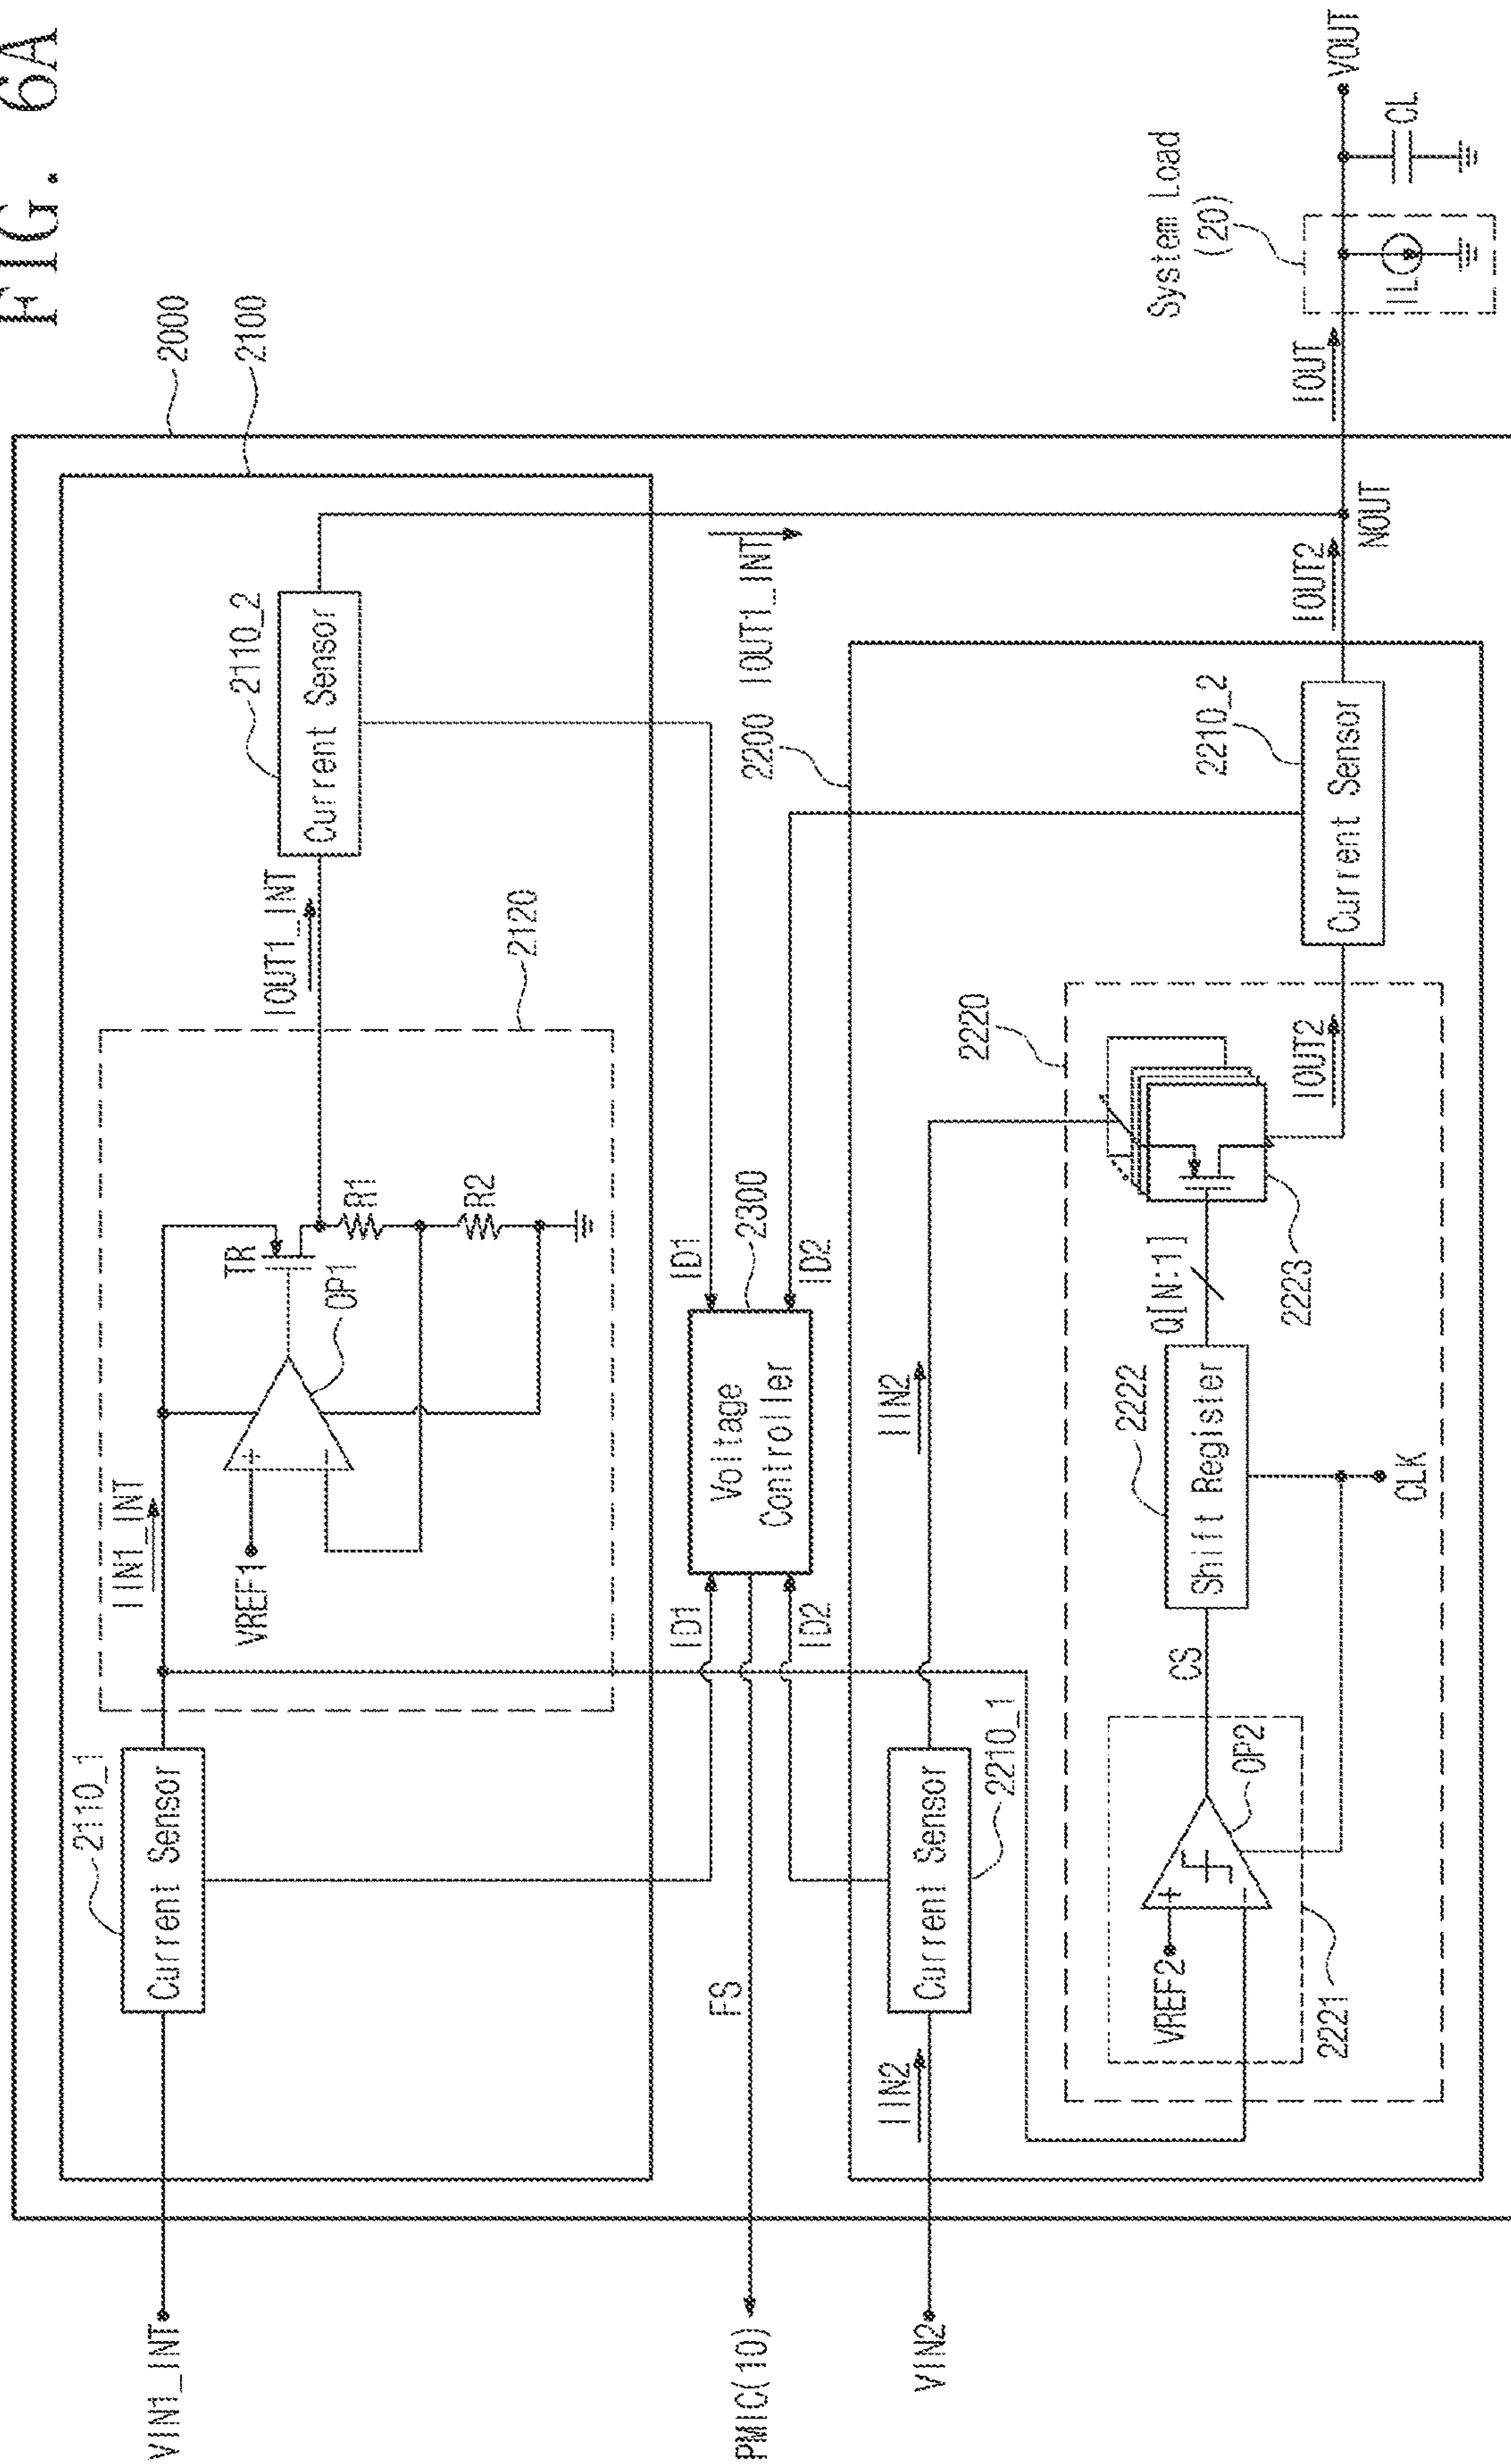 FIG. 6A
2000
2100
2110_1
Current Sensor
IIN1_INT
VIN1_INT
VREF1
TR
OP1
R1
R2
2120
IOUT1_INT
2110_2
Current Sensor
IOUT1_INT
ID1
ID1
FS
PMIC(10)
Voltage
Controller
2300
ID2
ID2
2200
VIN2
IIN2
Current Sensor
2210_1
IIN2
2220
VREF2
OP2
2221
CS
2222
Shift Register
CLK
Q[N:1]
2223
IOUT2
2210_2
Current Sensor
IOUT2
NOUT
IOUT
System Load
(20)
IL
CL
VOUT
+
-
+
-